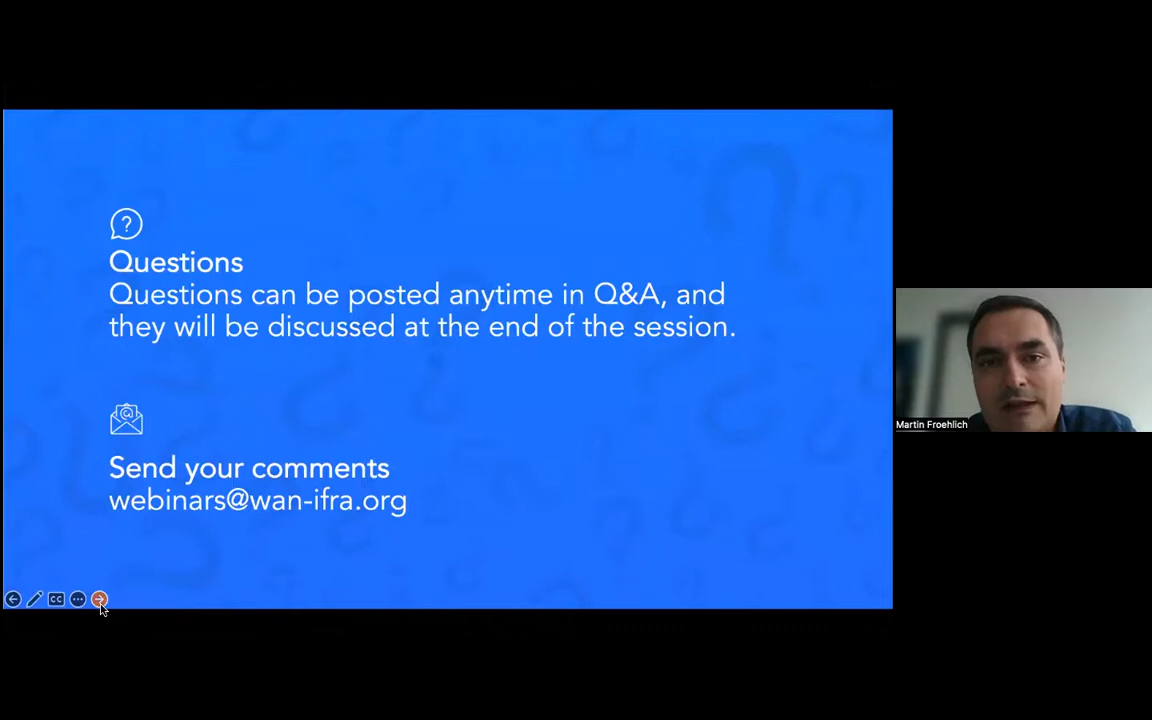 Questions
Questions can be posted anytime in Q&A, and
they will be discussed at the end of the session.
Send your comments
webinars@wan-ifra.org
CC
Martin Froehlich